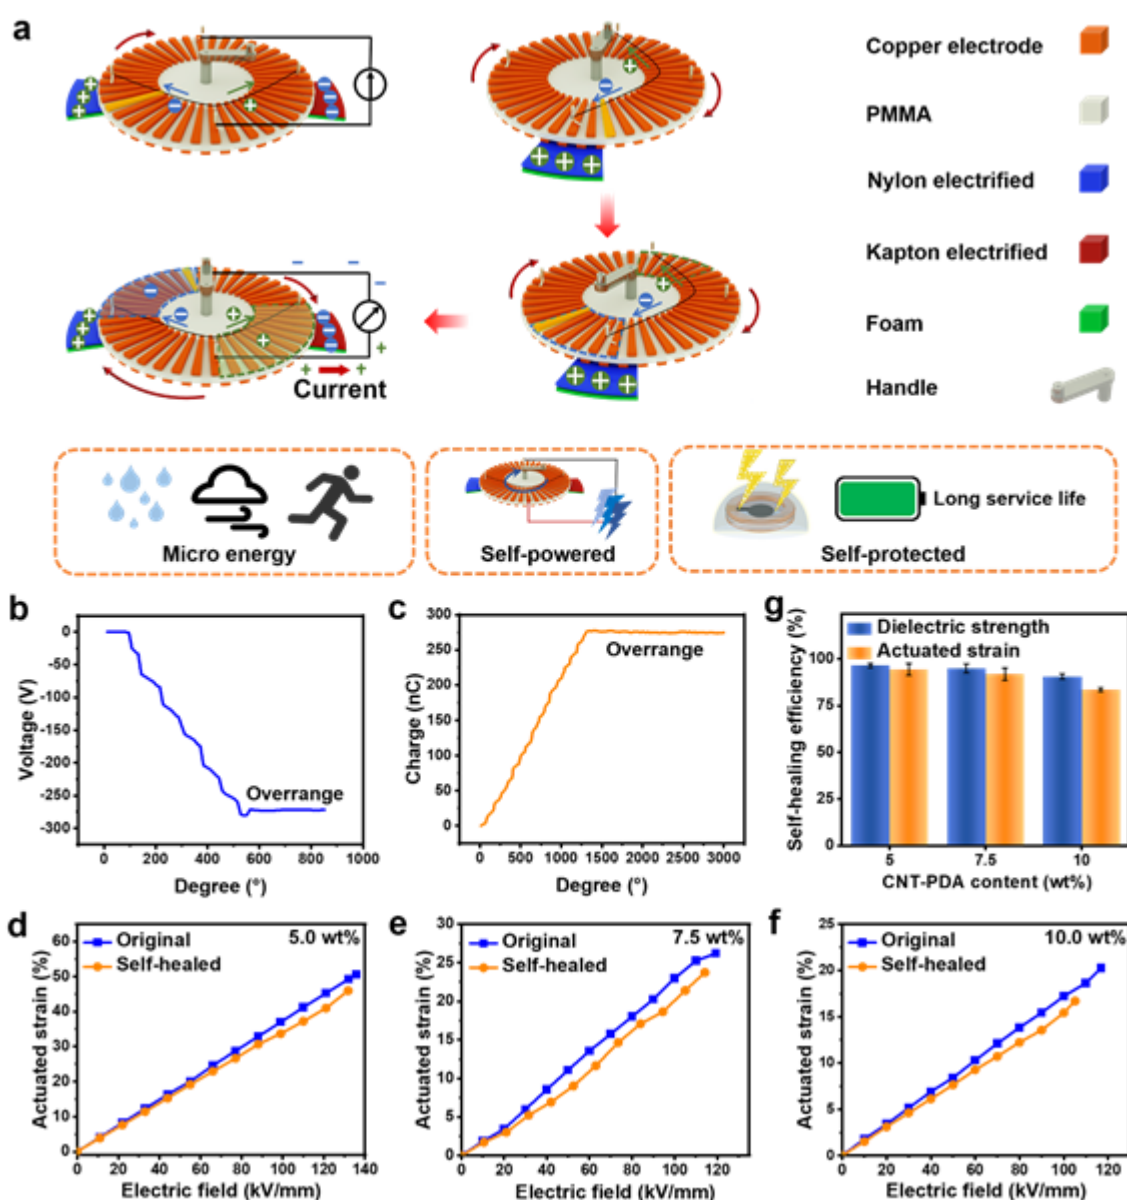 a
Copper electrode
PMMA
Nylon electrified
Kapton electrified
Foam
Handle
Current
Micro energy
Self-powered
Long service life
Self-protected
b
Voltage (V)
0
-50
-100
-150
-200
-250
-300
Overrange
0 200 400 600 800 1000
Degree (°)
c
Charge (nC)
300
250
200
150
100
50
0
Overrange
0 500 1000 1500 2000 2500 3000
Degree (°)
g
Self-healing efficiency (%)
Dielectric strength
Actuated strain
100
75
50
25
0
5 7.5 10
CNT-PDA content (wt%)
d
Actuated strain (%)
60
50
40
30
20
10
0
Original
Self-healed
5.0 wt%
0 20 40 60 80 100 120 140
Electric field (kV/mm)
e
Actuated strain (%)
30
25
20
15
10
5
0
Original
Self-healed
7.5 wt%
0 20 40 60 80 100 120
Electric field (kV/mm)
f
Actuated strain (%)
25
20
15
10
5
0
Original
Self-healed
10.0 wt%
0 20 40 60 80 100 120
Electric field (kV/mm)